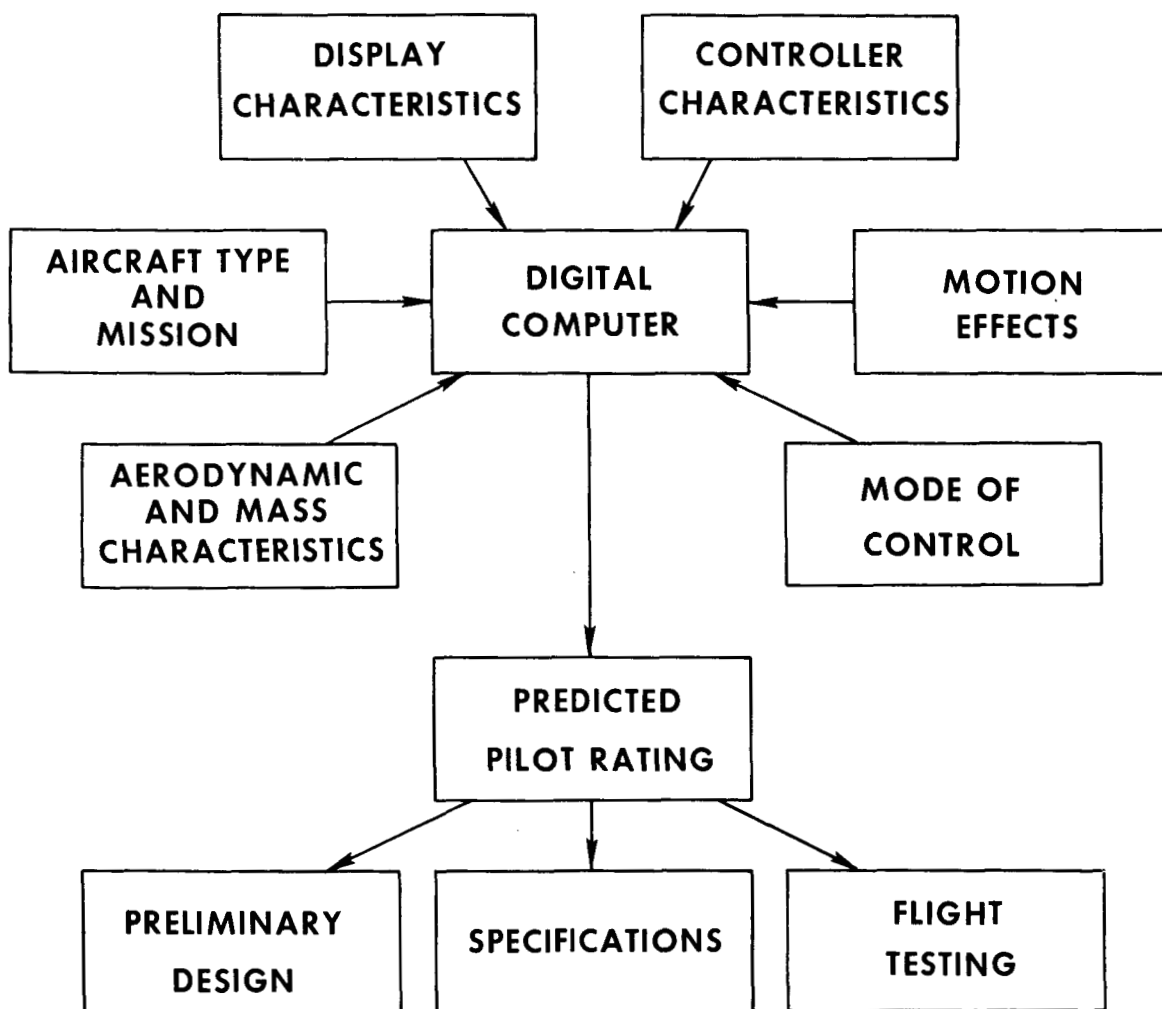 DISPLAY
CHARACTERISTICS
CONTROLLER
CHARACTERISTICS
AIRCRAFT TYPE
AND
MISSION
DIGITAL
COMPUTER
MOTION
EFFECTS
AERODYNAMIC
AND MASS
CHARACTERISTICS
MODE OF
CONTROL
PREDICTED
PILOT RATING
PRELIMINARY
DESIGN
SPECIFICATIONS
FLIGHT
TESTING